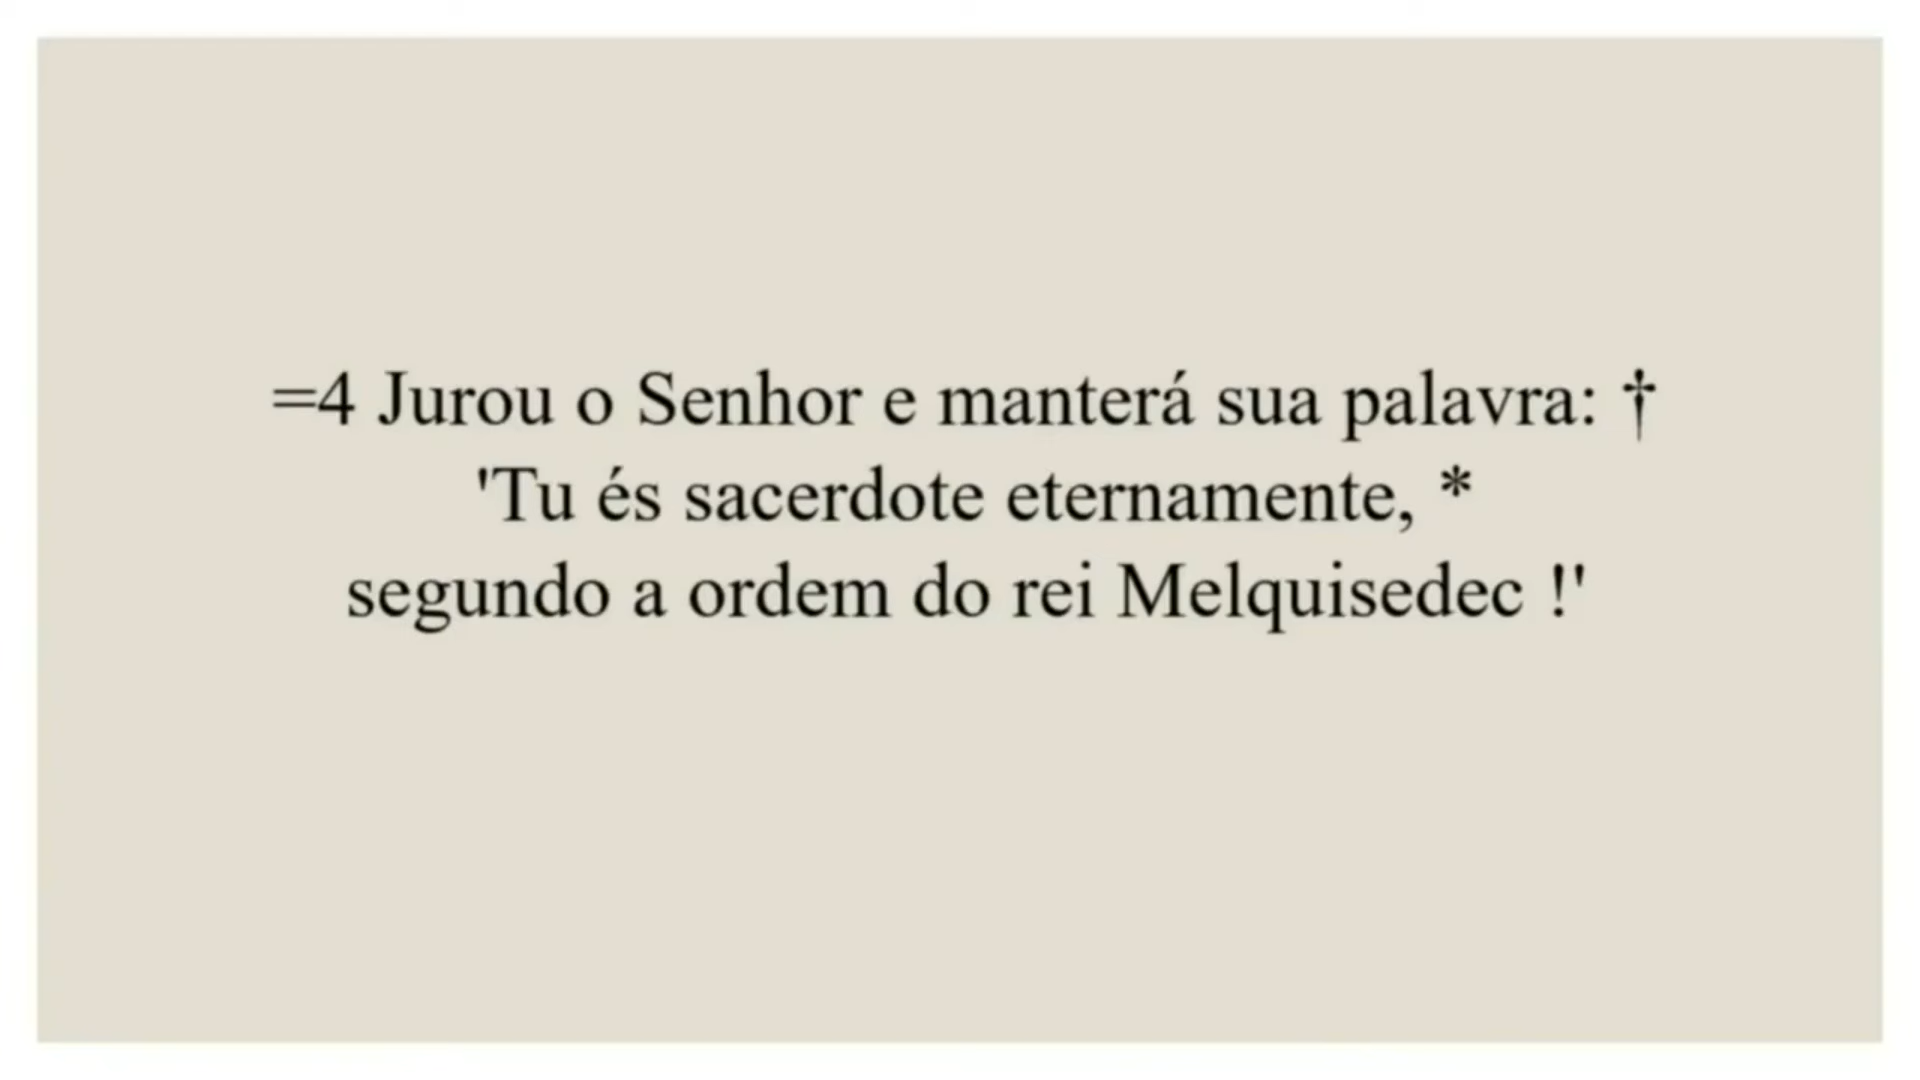 =4 Jurou o Senhor e manterá sua palavra: †
'Tu és sacerdote eternamente, *
segundo a ordem do rei Melquisedec !'